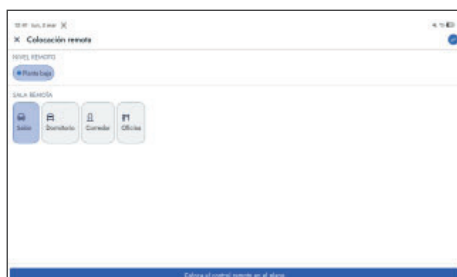 Colocación remota
NIVEL REMOTO
Planta baja
SALA REMOTA
Salón Dormitorio Comedor Oficina
Coloca el control remoto en el plano